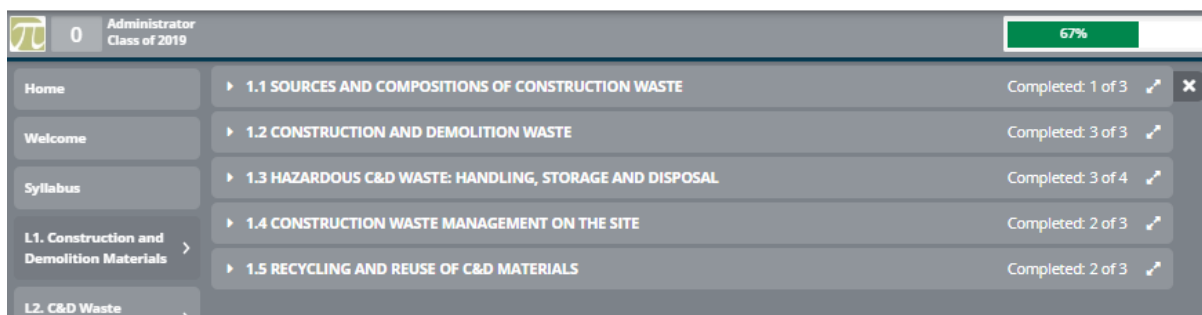 0
Administrator
Class of 2019
67%
Home
Welcome
Syllabus
L1. Construction and
Demolition Materials
L2. C&D Waste
1.1 SOURCES AND COMPOSITIONS OF CONSTRUCTION WASTE Completed: 1 of 3
1.2 CONSTRUCTION AND DEMOLITION WASTE Completed: 3 of 3
1.3 HAZARDOUS C&D WASTE: HANDLING, STORAGE AND DISPOSAL Completed: 3 of 4
1.4 CONSTRUCTION WASTE MANAGEMENT ON THE SITE Completed: 2 of 3
1.5 RECYCLING AND REUSE OF C&D MATERIALS Completed: 2 of 3